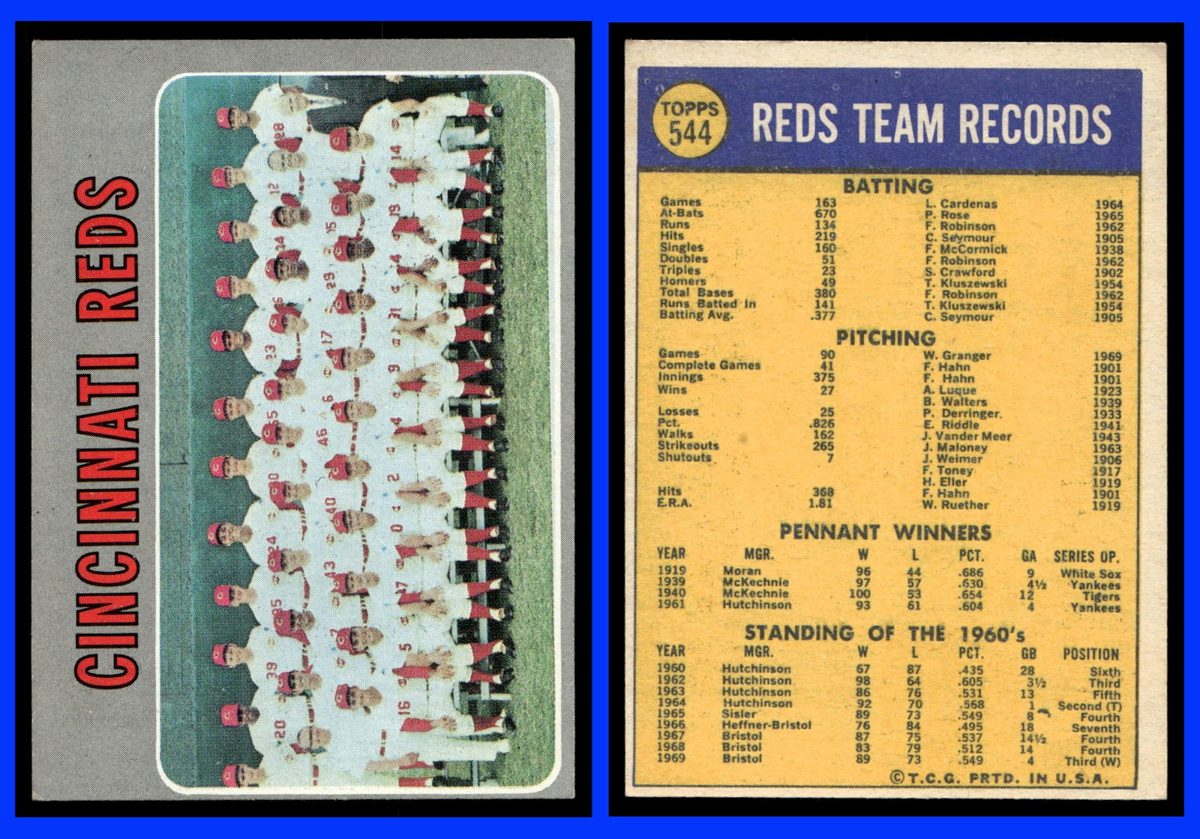 CINCINNATI REDS
TOPPS
544
REDS TEAM RECORDS
BATTING
Games 163 L. Cardenas 1964
At-Bats 670 P. Rose 1965
Runs 134 F. Robinson 1962
Hits 219 C. Seymour 1905
Singles 160 F. McCormick 1938
Doubles 51 F. Robinson 1962
Triples 23 S. Crawford 1902
Homers 49 T. Kluszewski 1954
Total Bases 380 F. Robinson 1962
Runs Batted In 141 T. Kluszewski 1954
Batting Avg. .377 C. Seymour 1905
PITCHING
Games 90 W. Granger 1969
Complete Games 41 F. Hahn 1901
Innings 375 F. Hahn 1901
Wins 27 A. Luque 1923
B. Walters 1939
Losses 25 P. Derringer. 1933
Pct. .826 E. Riddle 1941
Walks 162 J. Vander Meer 1943
Strikeouts 265 J. Maloney 1963
Shutouts 7 J. Weimer 1906
F. Toney 1917
H. Eller 1919
Hits 368 F. Hahn 1901
E.R.A. 1.81 W. Ruether 1919
PENNANT WINNERS
YEAR MGR. W L PCT. GA SERIES OP.
1919 Moran 96 44 .686 9 White Sox
1939 McKechnie 97 57 .630 4½ Yankees
1940 McKechnie 100 53 .654 12 Tigers
1961 Hutchinson 93 61 .604 4 Yankees
STANDING OF THE 1960's
YEAR MGR. W L PCT. GB POSITION
1960 Hutchinson 67 87 .435 28 Sixth
1962 Hutchinson 98 64 .605 3½ Third
1963 Hutchinson 86 76 .531 13 Fifth
1964 Hutchinson 92 70 .568 1 Second (T)
1965 Sisler 89 73 .549 8 Fourth
1966 Heffner-Bristol 76 84 .495 18 Seventh
1967 Bristol 87 75 .537 14½ Fourth
1968 Bristol 83 79 .512 14 Fourth
1969 Bristol 89 73 .549 4 Third (W)
©T.C.G. PRTD. IN U.S.A.